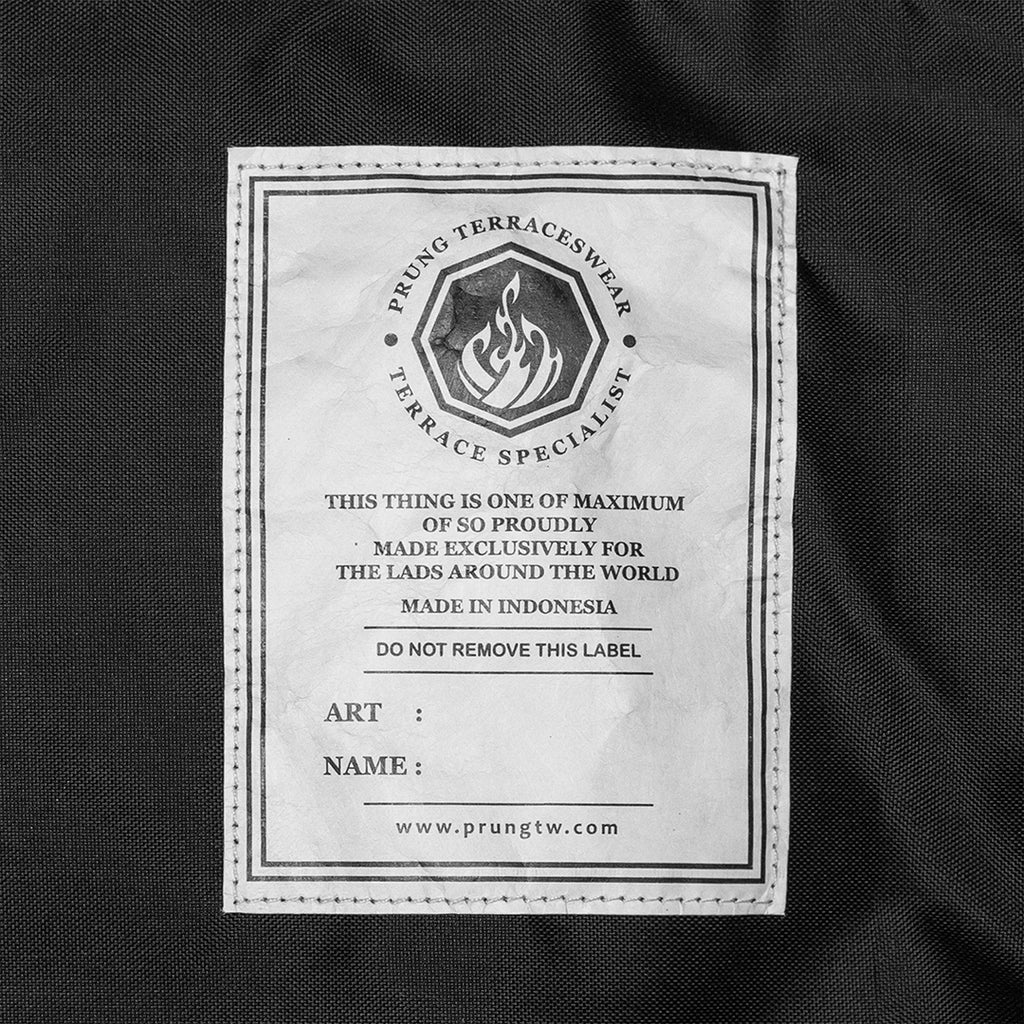 PRUNG TERRACESWEAR
TERRACE SPECIALIST
THIS THING IS ONE OF MAXIMUM
OF SO PROUDLY
MADE EXCLUSIVELY FOR
THE LADS AROUND THE WORLD
MADE IN INDONESIA
DO NOT REMOVE THIS LABEL
ART :
NAME :
www.prungtw.com